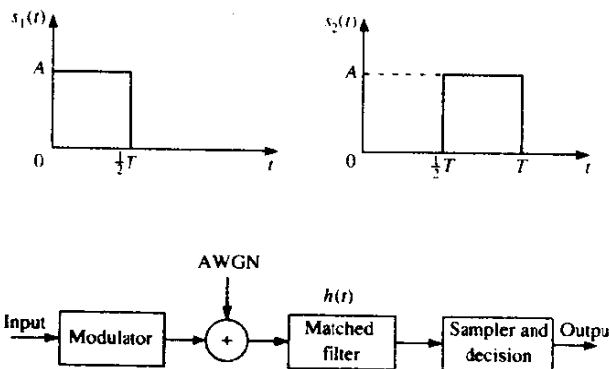 s₁(t)
s₂(t)
A
A
0
½T
t
0
½T
T
t
AWGN
h(t)
Input
Modulator
+
Matched
filter
Sampler and
decision
Outpu